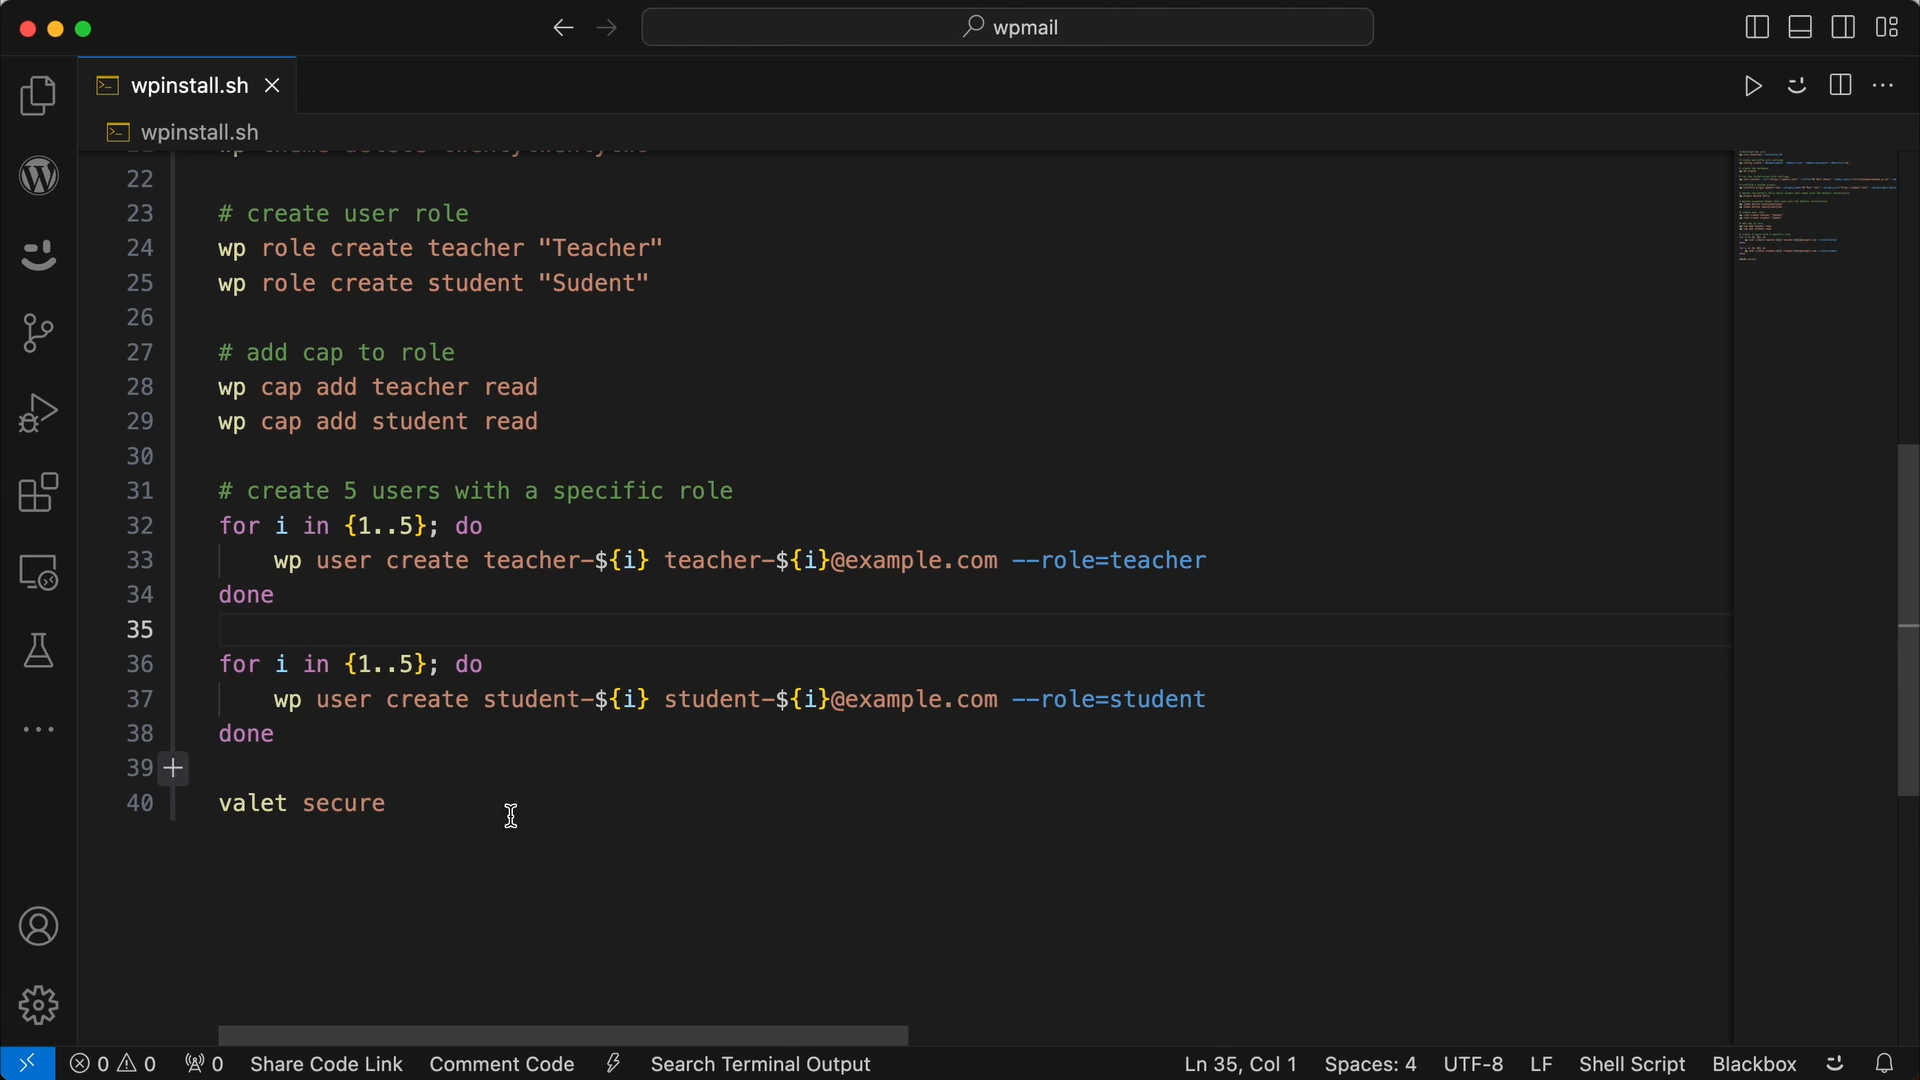 wpmail
wpinstall.sh
wpinstall.sh
22
23 # create user role
24 wp role create teacher "Teacher"
25 wp role create student "Sudent"
26
27 # add cap to role
28 wp cap add teacher read
29 wp cap add student read
30
31 # create 5 users with a specific role
32 for i in {1..5}; do
33 wp user create teacher-${i} teacher-${i}@example.com --role=teacher
34 done
35
36 for i in {1..5}; do
37 wp user create student-${i} student-${i}@example.com --role=student
38 done
39
40 valet secure
0 0 0 Share Code Link Comment Code Search Terminal Output Ln 35, Col 1 Spaces: 4 UTF-8 LF Shell Script Blackbox